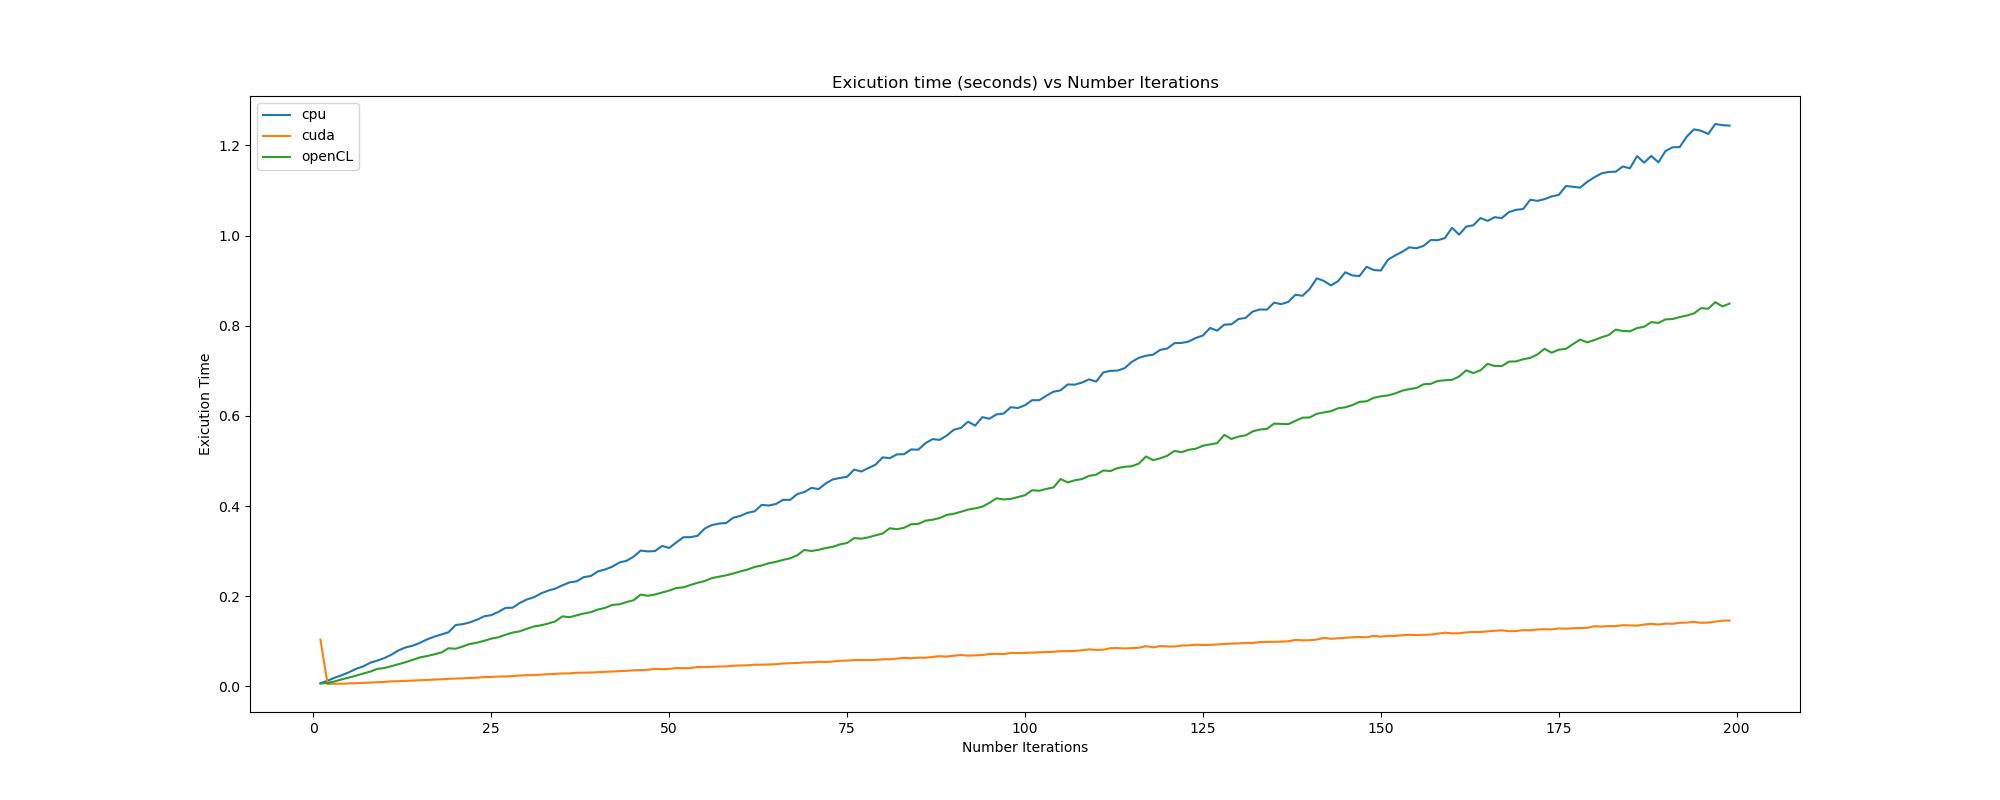 Exicution time (seconds) vs Number Iterations
cpu
cuda
openCL
Exicution Time
1.2
1.0
0.8
0.6
0.4
0.2
0.0
0 25 50 75 100 125 150 175 200
Number Iterations